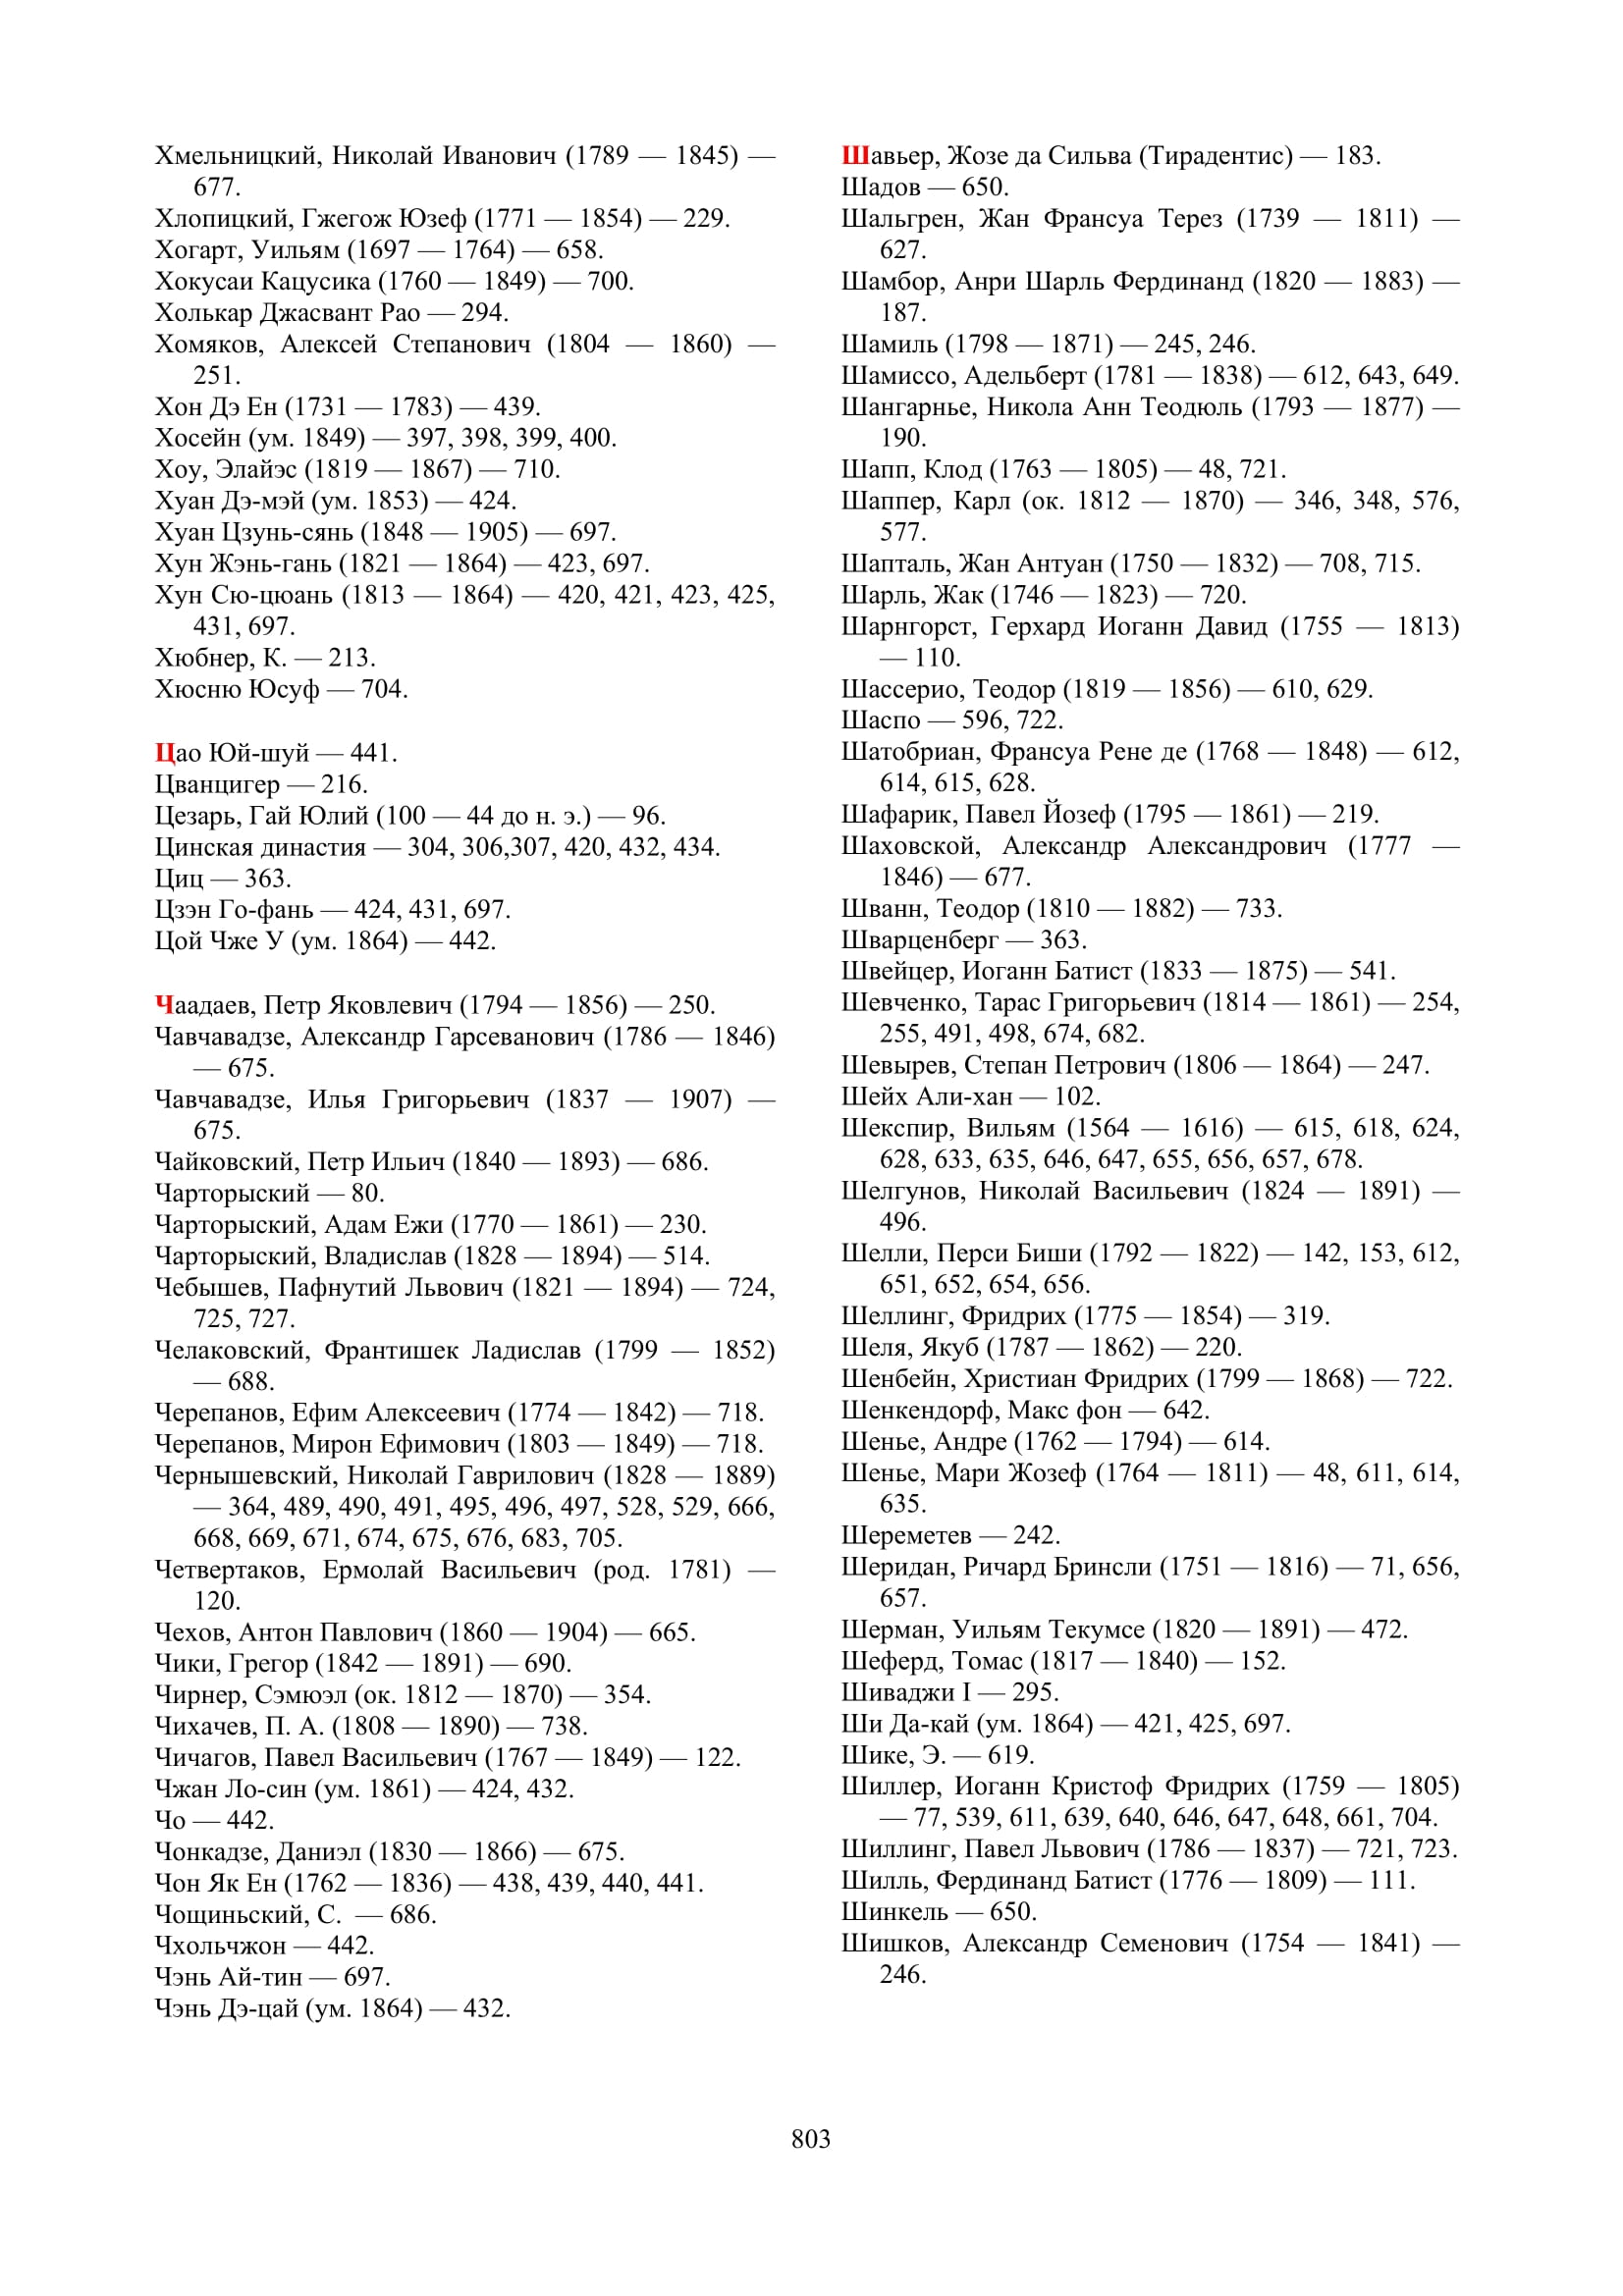 Хмельницкий, Николай Иванович (1789 — 1845) —
677.
Хлопицкий, Гжегож Юзеф (1771 — 1854) — 229.
Хогарт, Уильям (1697 — 1764) — 658.
Хокусаи Кацусика (1760 — 1849) — 700.
Холькар Джасвант Рао — 294.
Хомяков, Алексей Степанович (1804 — 1860) —
251.
Хон Дэ Ен (1731 — 1783) — 439.
Хосейн (ум. 1849) — 397, 398, 399, 400.
Хоу, Элайэс (1819 — 1867) — 710.
Хуан Дэ-мэй (ум. 1853) — 424.
Хуан Цзунь-сянь (1848 — 1905) — 697.
Хун Жэнь-гань (1821 — 1864) — 423, 697.
Хун Сю-цюань (1813 — 1864) — 420, 421, 423, 425,
431, 697.
Хюбнер, К. — 213.
Хюсню Юсуф — 704.
Цао Юй-шуй — 441.
Цванцигер — 216.
Цезарь, Гай Юлий (100 — 44 до н. э.) — 96.
Цинская династия — 304, 306,307, 420, 432, 434.
Циц — 363.
Цзэн Го-фань — 424, 431, 697.
Цой Чже У (ум. 1864) — 442.
Чаадаев, Петр Яковлевич (1794 — 1856) — 250.
Чавчавадзе, Александр Гарсеванович (1786 — 1846)
— 675.
Чавчавадзе, Илья Григорьевич (1837 — 1907) —
675.
Чайковский, Петр Ильич (1840 — 1893) — 686.
Чарторыский — 80.
Чарторыский, Адам Ежи (1770 — 1861) — 230.
Чарторыский, Владислав (1828 — 1894) — 514.
Чебышев, Пафнутий Львович (1821 — 1894) — 724,
725, 727.
Челаковский, Франтишек Ладислав (1799 — 1852)
— 688.
Черепанов, Ефим Алексеевич (1774 — 1842) — 718.
Черепанов, Мирон Ефимович (1803 — 1849) — 718.
Чернышевский, Николай Гаврилович (1828 — 1889)
— 364, 489, 490, 491, 495, 496, 497, 528, 529, 666,
668, 669, 671, 674, 675, 676, 683, 705.
Четвертаков, Ермолай Васильевич (род. 1781) —
120.
Чехов, Антон Павлович (1860 — 1904) — 665.
Чики, Грегор (1842 — 1891) — 690.
Чирнер, Сэмюэл (ок. 1812 — 1870) — 354.
Чихачев, П. А. (1808 — 1890) — 738.
Чичагов, Павел Васильевич (1767 — 1849) — 122.
Чжан Ло-син (ум. 1861) — 424, 432.
Чо — 442.
Чонкадзе, Даниэл (1830 — 1866) — 675.
Чон Як Ен (1762 — 1836) — 438, 439, 440, 441.
Чощиньский, С. — 686.
Чхольчжон — 442.
Чэнь Ай-тин — 697.
Чэнь Дэ-цай (ум. 1864) — 432.
Шавьер, Жозе да Сильва (Тирадентис) — 183.
Шадов — 650.
Шальгрен, Жан Франсуа Терез (1739 — 1811) —
627.
Шамбор, Анри Шарль Фердинанд (1820 — 1883) —
187.
Шамиль (1798 — 1871) — 245, 246.
Шамиссо, Адельберт (1781 — 1838) — 612, 643, 649.
Шангарнье, Никола Анн Теодюль (1793 — 1877) —
190.
Шапп, Клод (1763 — 1805) — 48, 721.
Шаппер, Карл (ок. 1812 — 1870) — 346, 348, 576,
577.
Шапталь, Жан Антуан (1750 — 1832) — 708, 715.
Шарль, Жак (1746 — 1823) — 720.
Шарнгорст, Герхард Иоганн Давид (1755 — 1813)
— 110.
Шассерио, Теодор (1819 — 1856) — 610, 629.
Шаспо — 596, 722.
Шатобриан, Франсуа Рене де (1768 — 1848) — 612,
614, 615, 628.
Шафарик, Павел Йозеф (1795 — 1861) — 219.
Шаховской, Александр Александрович (1777 —
1846) — 677.
Шванн, Теодор (1810 — 1882) — 733.
Шварценберг — 363.
Швейцер, Иоганн Батист (1833 — 1875) — 541.
Шевченко, Тарас Григорьевич (1814 — 1861) — 254,
255, 491, 498, 674, 682.
Шевырев, Степан Петрович (1806 — 1864) — 247.
Шейх Али-хан — 102.
Шекспир, Вильям (1564 — 1616) — 615, 618, 624,
628, 633, 635, 646, 647, 655, 656, 657, 678.
Шелгунов, Николай Васильевич (1824 — 1891) —
496.
Шелли, Перси Биши (1792 — 1822) — 142, 153, 612,
651, 652, 654, 656.
Шеллинг, Фридрих (1775 — 1854) — 319.
Шеля, Якуб (1787 — 1862) — 220.
Шенбейн, Христиан Фридрих (1799 — 1868) — 722.
Шенкендорф, Макс фон — 642.
Шенье, Андре (1762 — 1794) — 614.
Шенье, Мари Жозеф (1764 — 1811) — 48, 611, 614,
635.
Шереметев — 242.
Шеридан, Ричард Бринсли (1751 — 1816) — 71, 656,
657.
Шерман, Уильям Текумсе (1820 — 1891) — 472.
Шеферд, Томас (1817 — 1840) — 152.
Шиваджи I — 295.
Ши Да-кай (ум. 1864) — 421, 425, 697.
Шике, Э. — 619.
Шиллер, Иоганн Кристоф Фридрих (1759 — 1805)
— 77, 539, 611, 639, 640, 646, 647, 648, 661, 704.
Шиллинг, Павел Львович (1786 — 1837) — 721, 723.
Шилль, Фердинанд Батист (1776 — 1809) — 111.
Шинкель — 650.
Шишков, Александр Семенович (1754 — 1841) —
246.
803